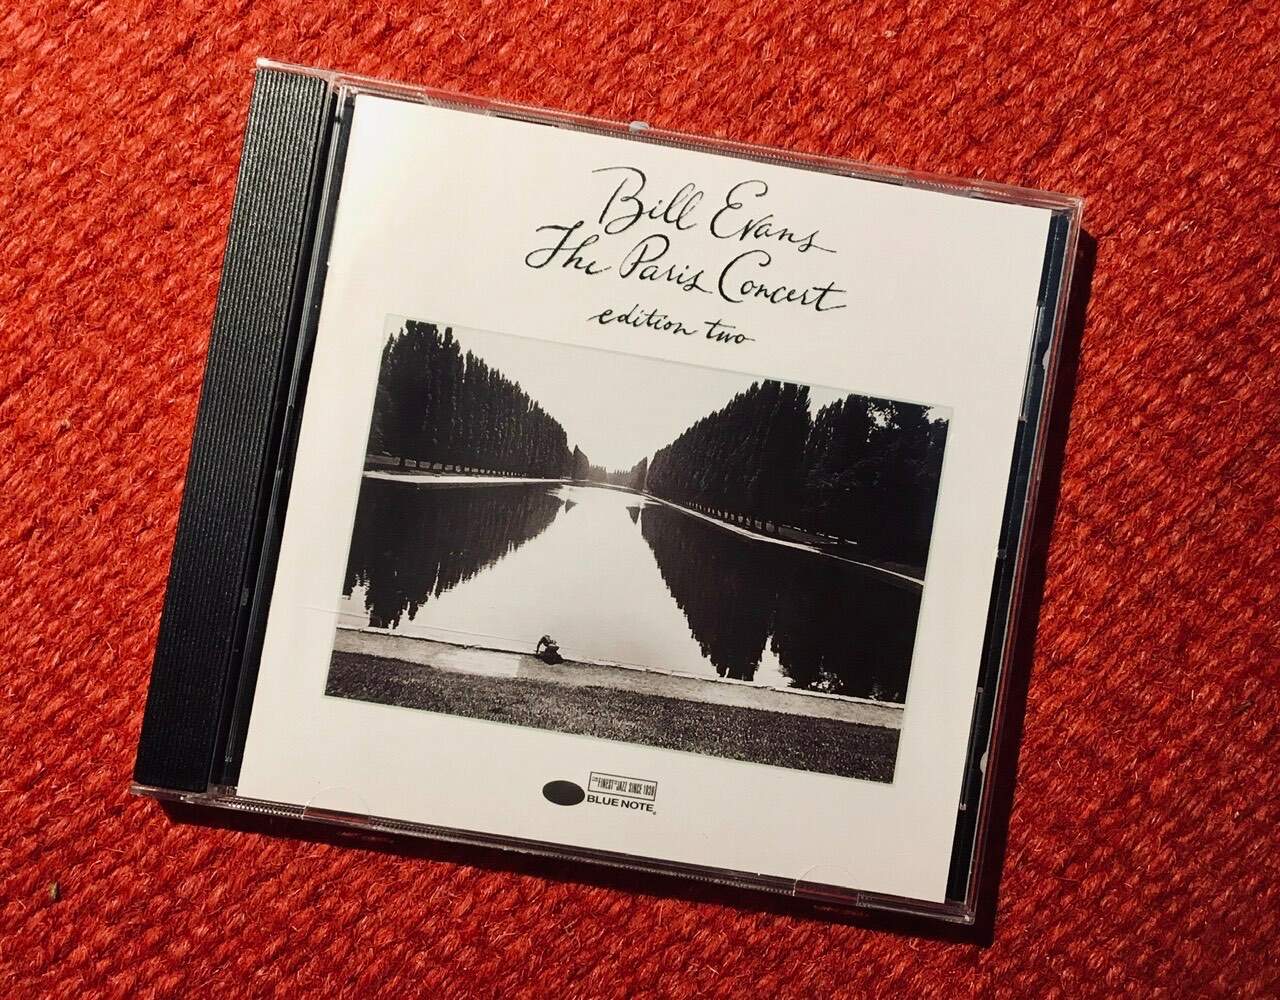 Bill Evans
The Paris Concert
edition two
THE FINEST IN JAZZ SINCE 1939
BLUE NOTE